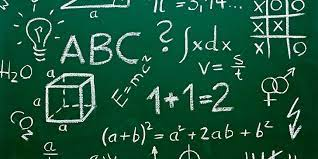 π = 3,14...
a
ABC
?
∫xdx
x o x
x o
x x o
H₂O
v = s/t
a
a
E=mc²
1+1=2
CO₂
(a+b)² = a² + 2ab + b²
a